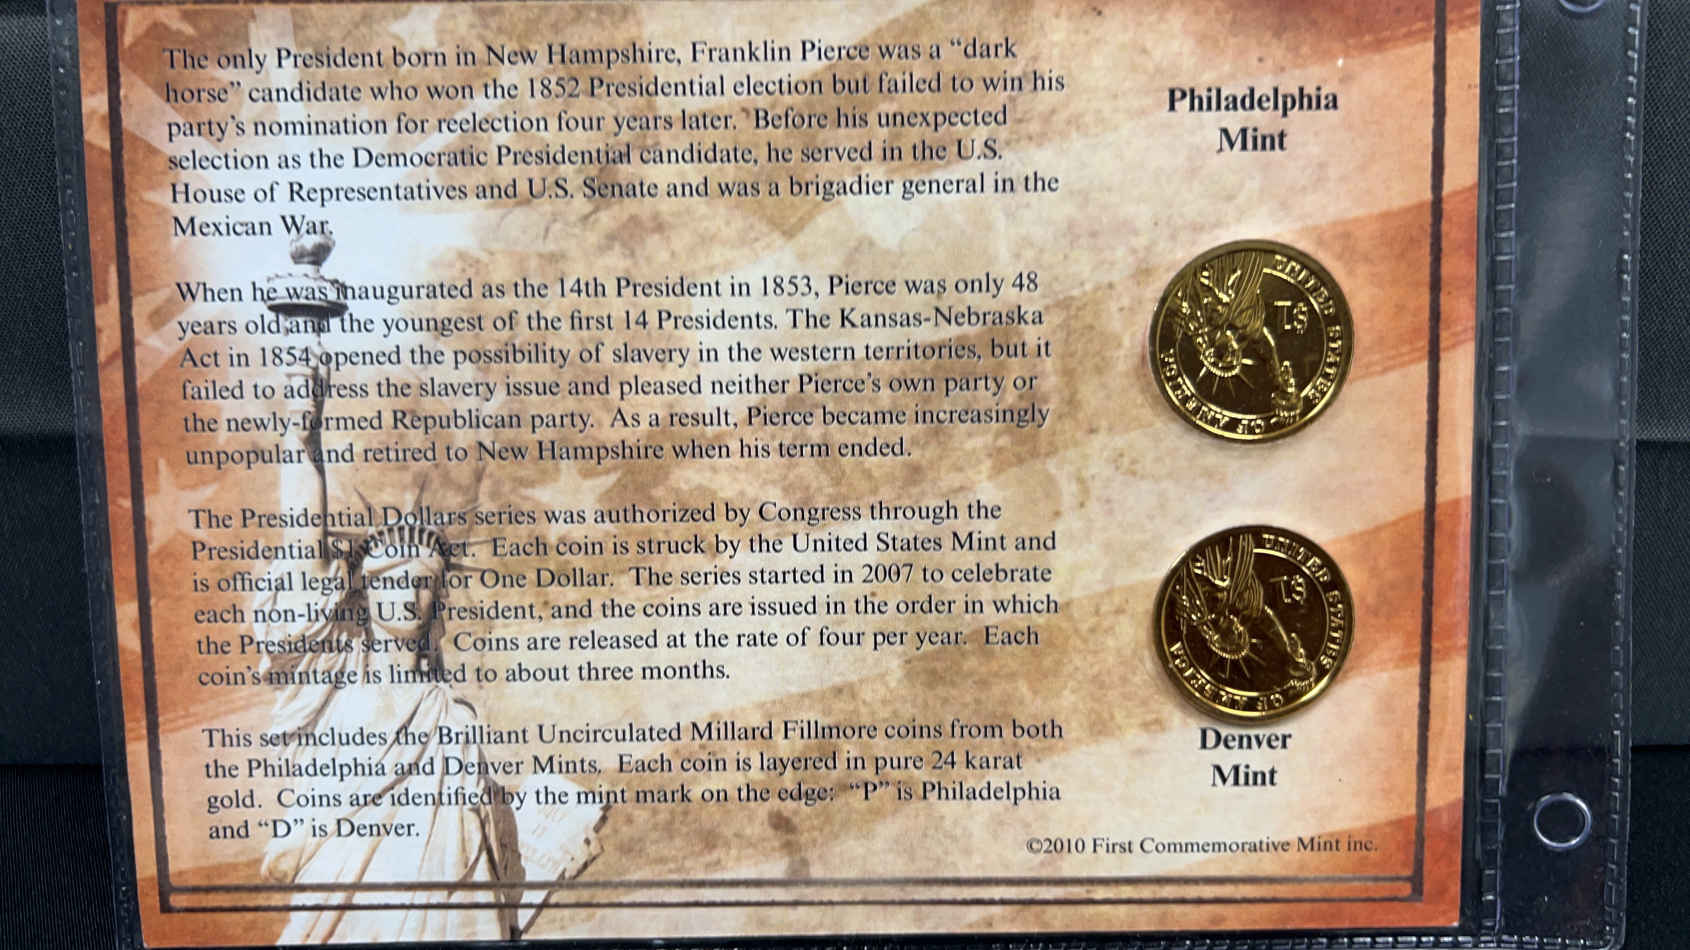 The only President born in New Hampshire, Franklin Pierce was a “dark
horse” candidate who won the 1852 Presidential election but failed to win his
party’s nomination for reelection four years later. Before his unexpected
selection as the Democratic Presidential candidate, he served in the U.S.
House of Representatives and U.S. Senate and was a brigadier general in the
Mexican War.
When he was inaugurated as the 14th President in 1853, Pierce was only 48
years old and the youngest of the first 14 Presidents. The Kansas-Nebraska
Act in 1854 opened the possibility of slavery in the western territories, but it
failed to address the slavery issue and pleased neither Pierce’s own party or
the newly-formed Republican party. As a result, Pierce became increasingly
unpopular and retired to New Hampshire when his term ended.
The Presidential Dollars series was authorized by Congress through the
Presidential $1 Coin Act. Each coin is struck by the United States Mint and
is official legal tender for One Dollar. The series started in 2007 to celebrate
each non-living U.S. President, and the coins are issued in the order in which
the Presidents served. Coins are released at the rate of four per year. Each
coin’s mintage is limited to about three months.
This set includes the Brilliant Uncirculated Millard Fillmore coins from both
the Philadelphia and Denver Mints. Each coin is layered in pure 24 karat
gold. Coins are identified by the mint mark on the edge: “P” is Philadelphia
and “D” is Denver.
Philadelphia
Mint
UNITED STATES OF AMERICA
$1
UNITED STATES OF AMERICA
$1
Denver
Mint
©2010 First Commemorative Mint inc.